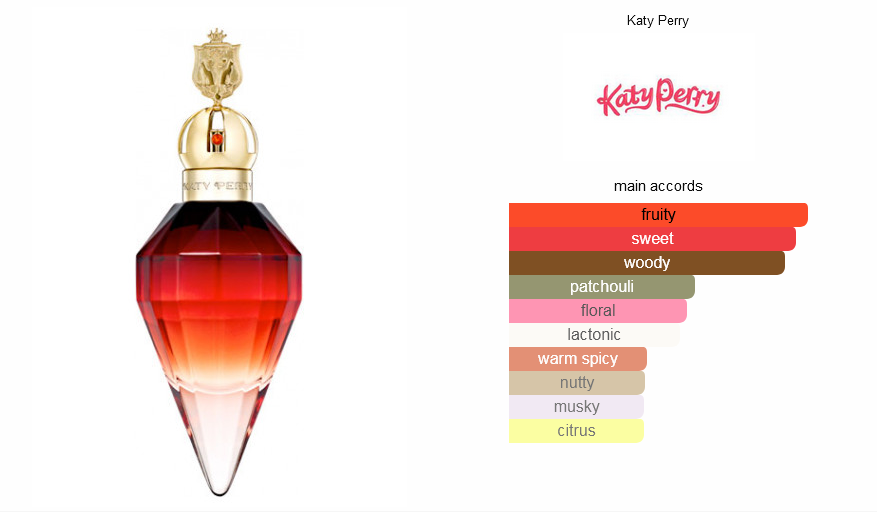 Katy Perry
Katy Perry
KATY PERRY
main accords
fruity
sweet
woody
patchouli
floral
lactonic
warm spicy
nutty
musky
citrus